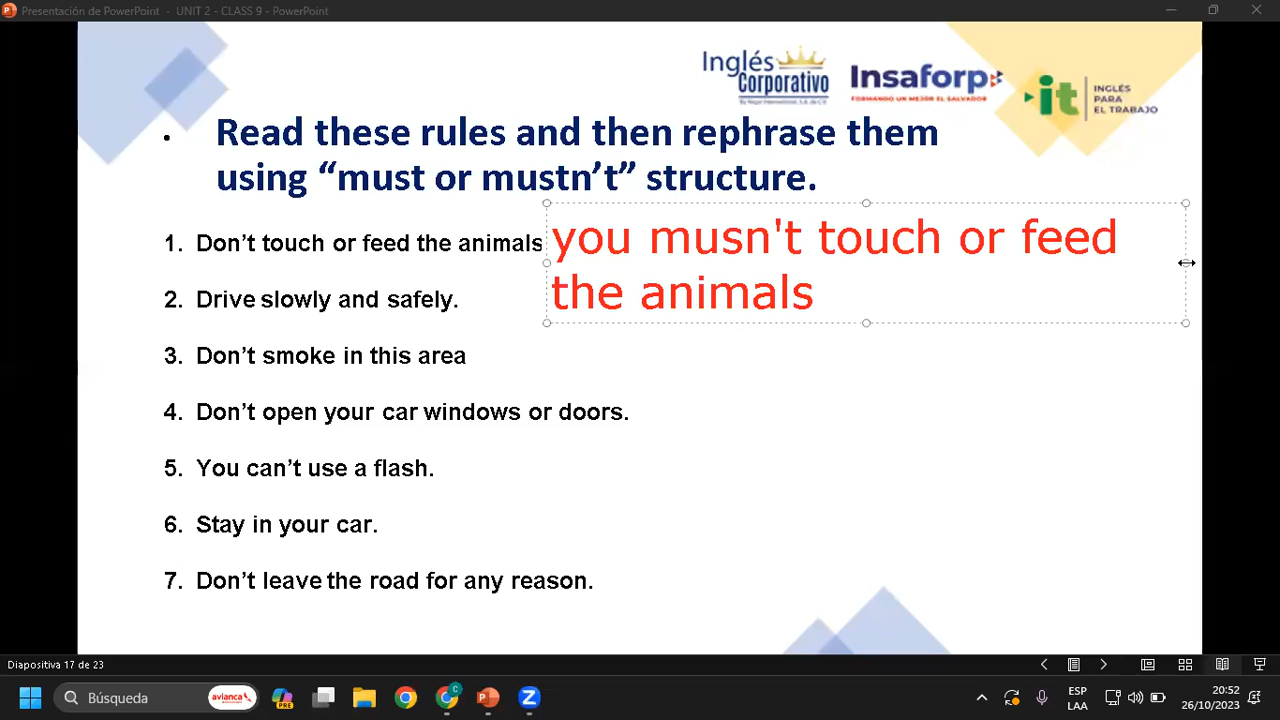 Presentación de PowerPoint - UNIT 2 - CLASS 9 - PowerPoint
Inglés
Corporativo
Insaforp
FORMANDO UN MEJOR EL SALVADOR
it
INGLÉS
PARA
EL TRABAJO
• Read these rules and then rephrase them
using “must or mustn’t” structure.
1. Don’t touch or feed the animals
you musn't touch or feed
the animals
2. Drive slowly and safely.
3. Don’t smoke in this area
4. Don’t open your car windows or doors.
5. You can’t use a flash.
6. Stay in your car.
7. Don’t leave the road for any reason.
Diapositiva 17 de 23
Búsqueda
avianca
PRE
C
ESP
LAA
20:52
26/10/2023